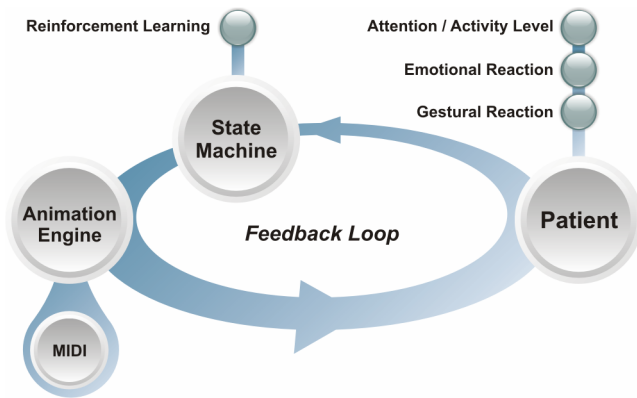 Reinforcement Learning
Attention / Activity Level
Emotional Reaction
Gestural Reaction
State
Machine
Animation
Engine
Feedback Loop
Patient
MIDI